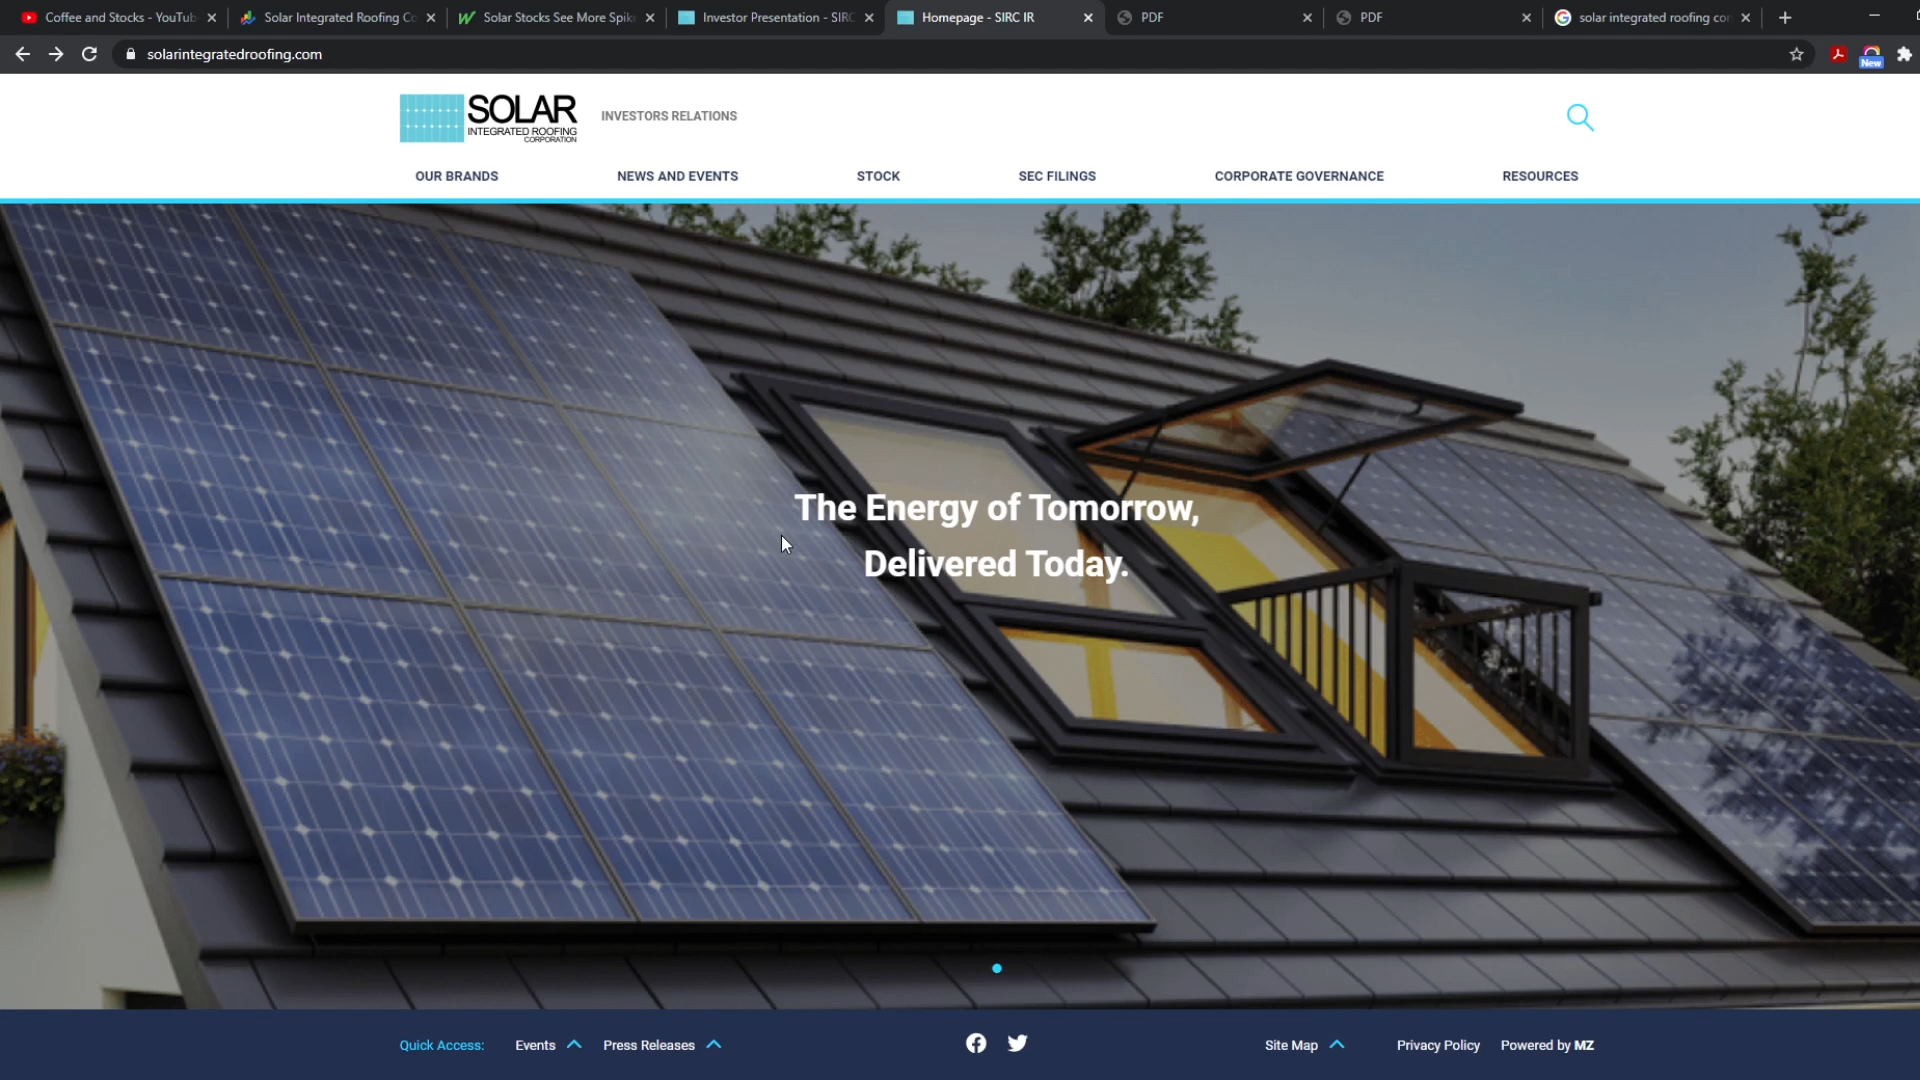 Coffee and Stocks - YouTub
Solar Integrated Roofing Co
Solar Stocks See More Spik
Investor Presentation - SIRC
Homepage - SIRC IR
PDF
PDF
solar integrated roofing cor
solarintegratedroofing.com
New
SOLAR
INTEGRATED ROOFING
CORPORATION
INVESTORS RELATIONS
OUR BRANDS
NEWS AND EVENTS
STOCK
SEC FILINGS
CORPORATE GOVERNANCE
RESOURCES
The Energy of Tomorrow,
Delivered Today.
Quick Access:
Events
Press Releases
Site Map
Privacy Policy
Powered by MZ